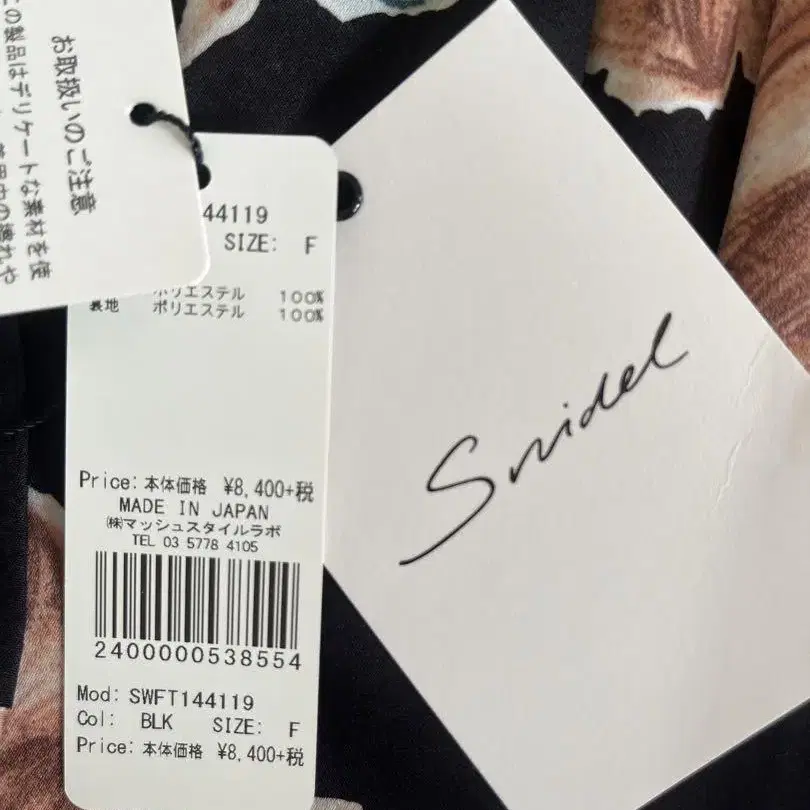 お取扱いのご注意
この製品はデリケートな素材を使
44119
SIZE: F
ポリエステル 100%
裏地 ポリエステル 100%
Price: 本体価格 ¥8,400+税
MADE IN JAPAN
㈱マッシュスタイルラボ
TEL 03 5778 4105
2400000538554
Mod: SWFT144119
Col: BLK SIZE: F
Price: 本体価格 ¥8,400+税
Snidel